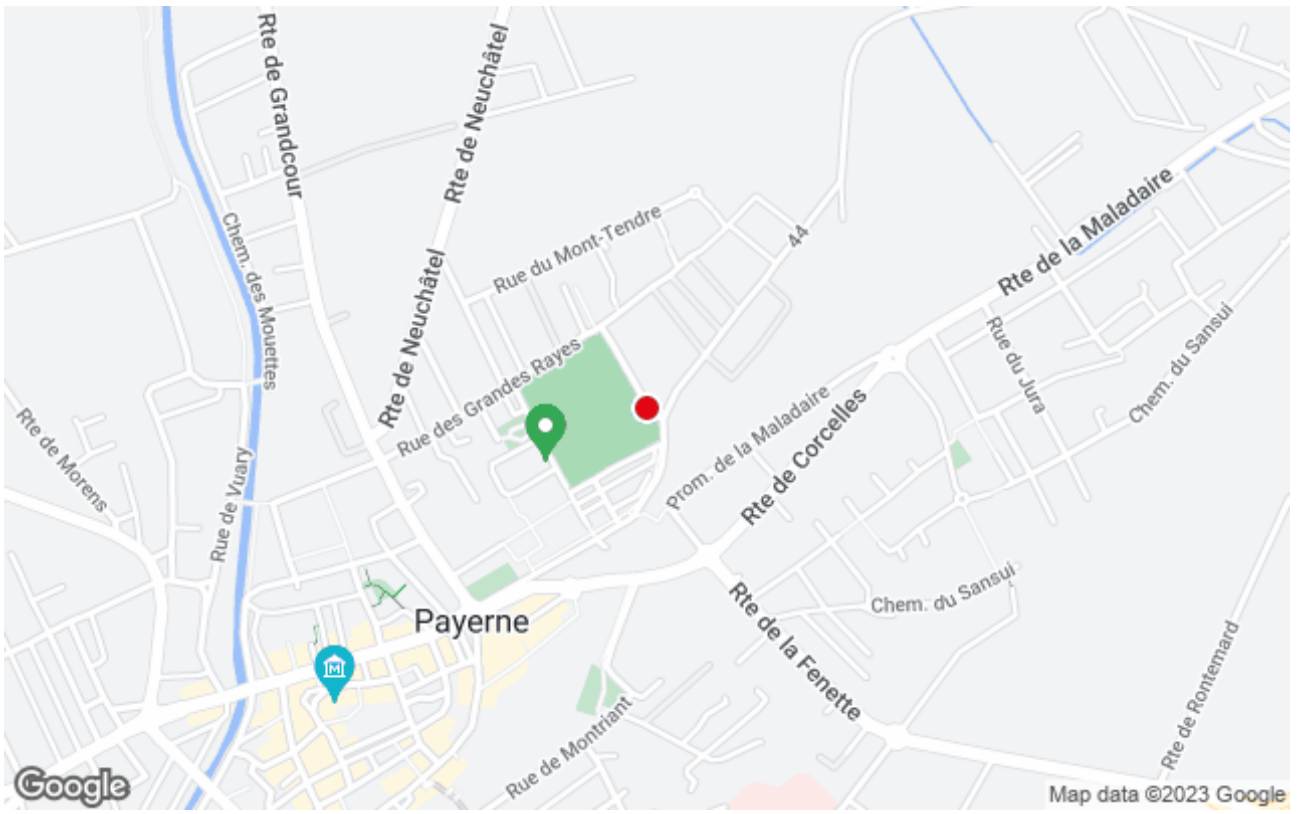 Rte de Grandcour
Rte de Neuchâtel
Chem. des Mouettes
Rue du Mont-Tendre
44
Rte de la Maladaire
Rte de Neuchâtel
Rue des Grandes Rayes
Rue du Jura
Chem. du Sansui
Rte de Morens
Rue de Vuary
Prom. de la Maladaire
Rte de Corcelles
Payerne
Chem. du Sansui
Rte de la Fenette
M
Rue de Montriant
Rte de Rontemard
Google
Map data ©2023 Google